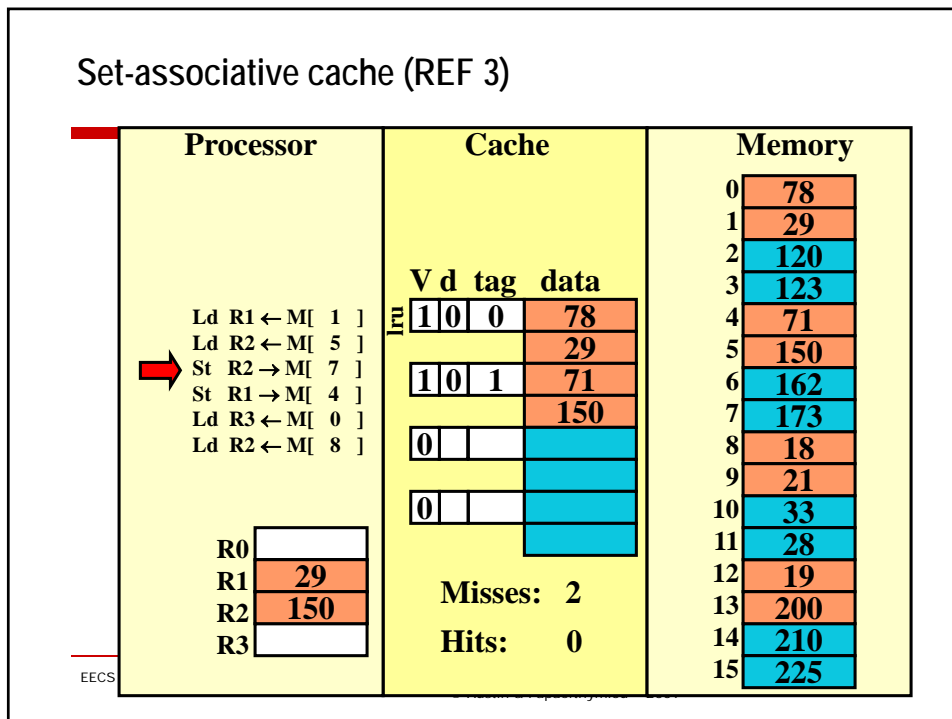 Set-associative cache (REF 3)
Processor
Ld R1 ← M[ 1 ]
Ld R2 ← M[ 5 ]
St R2 → M[ 7 ]
St R1 → M[ 4 ]
Ld R3 ← M[ 0 ]
Ld R2 ← M[ 8 ]
R0
R1 29
R2 150
R3
Cache
V d tag data
lru 1 0 0 78
29
1 0 1 71
150
0
0
Misses: 2
Hits: 0
Memory
0 78
1 29
2 120
3 123
4 71
5 150
6 162
7 173
8 18
9 21
10 33
11 28
12 19
13 200
14 210
15 225
EECS